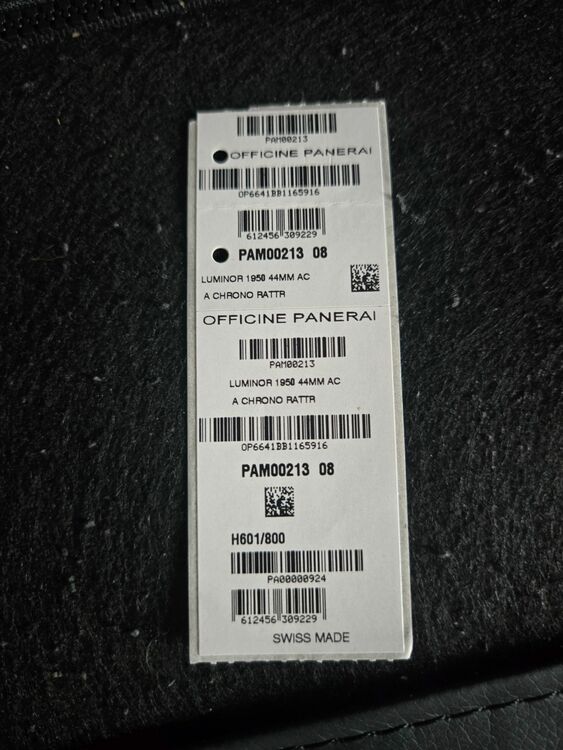 PAM00213
OFFICINE PANERAI
OP6641BB1165916
612456 309229
PAM00213 08
LUMINOR 1950 44MM AC
A CHRONO RATTR
OFFICINE PANERAI
PAM00213
LUMINOR 1950 44MM AC
A CHRONO RATTR
OP6641BB1165916
PAM00213 08
H601/800
PA00000924
612456 309229
SWISS MADE